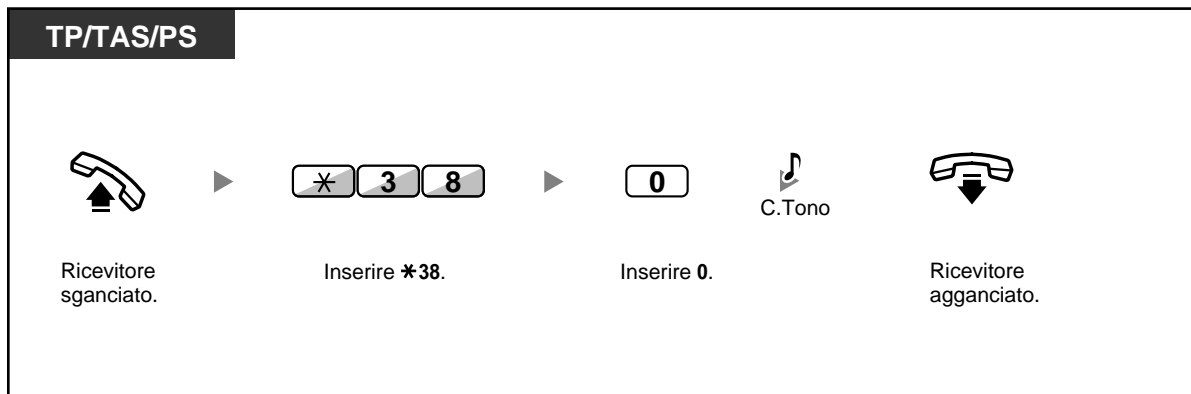 TP/TAS/PS
✳ 3 8
0
C.Tono
Ricevitore
sganciato.
Inserire ✳38.
Inserire 0.
Ricevitore
agganciato.